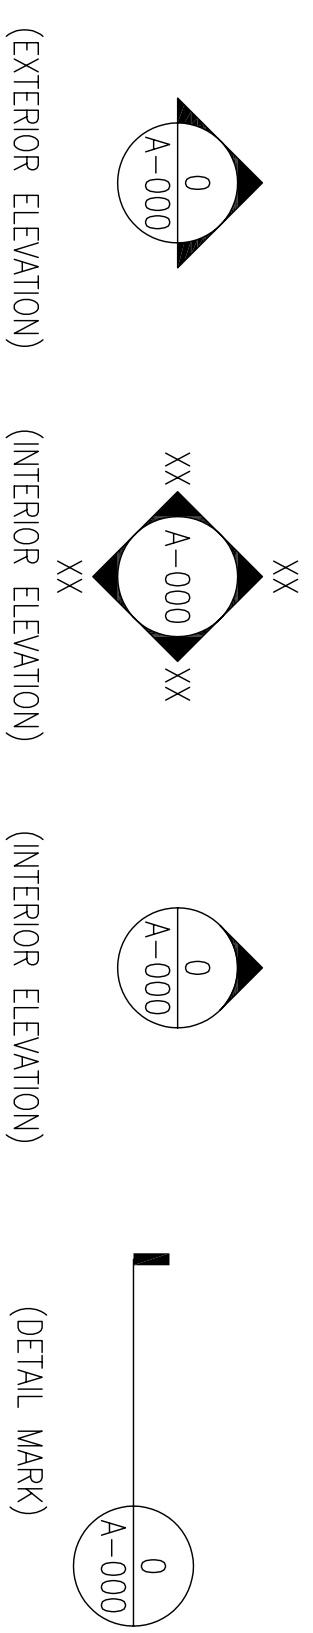 0
A-000
(EXTERIOR ELEVATION)
XX
XX
A-000
XX
XX
(INTERIOR ELEVATION)
0
A-000
(INTERIOR ELEVATION)
0
A-000
(DETAIL MARK)